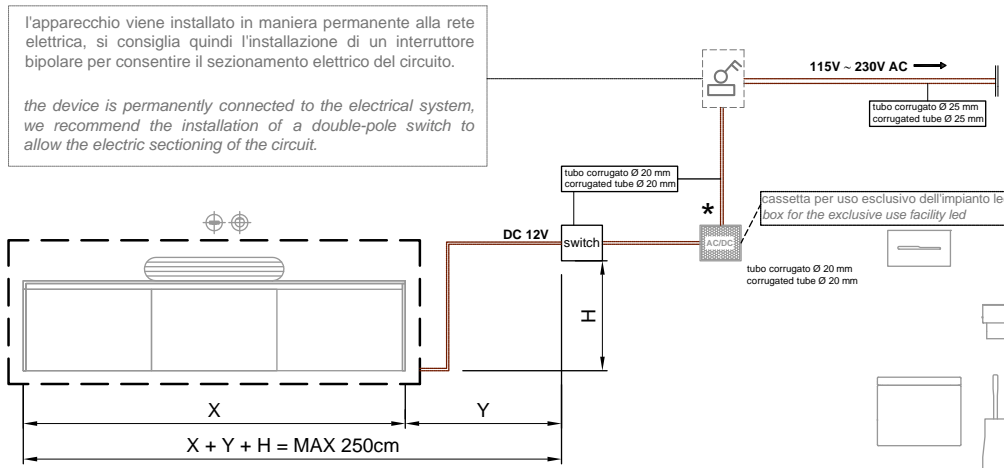 l'apparecchio viene installato in maniera permanente alla rete
elettrica, si consiglia quindi l'installazione di un interruttore
bipolare per consentire il sezionamento elettrico del circuito.
the device is permanently connected to the electrical system,
we recommend the installation of a double-pole switch to
allow the electric sectioning of the circuit.
115V ~ 230V AC
tubo corrugato Ø 25 mm
corrugated tube Ø 25 mm
tubo corrugato Ø 20 mm
corrugated tube Ø 20 mm
cassetta per uso esclusivo dell'impianto le
box for the exclusive use facility led
*
DC 12V
switch
AC/DC
tubo corrugato Ø 20 mm
corrugated tube Ø 20 mm
H
X
Y
X + Y + H = MAX 250cm